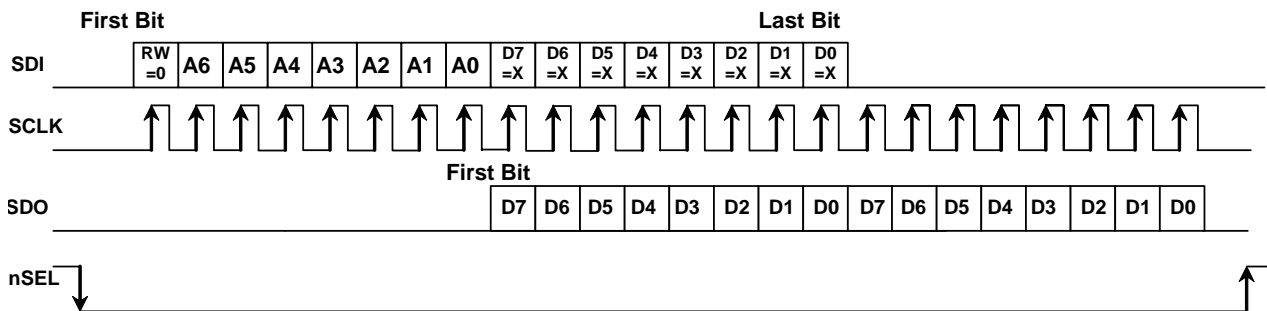 First Bit Last Bit
SDI RW =0 A6 A5 A4 A3 A2 A1 A0 D7 =X D6 =X D5 =X D4 =X D3 =X D2 =X D1 =X D0 =X
SCLK
First Bit
SDO D7 D6 D5 D4 D3 D2 D1 D0 D7 D6 D5 D4 D3 D2 D1 D0
nSEL